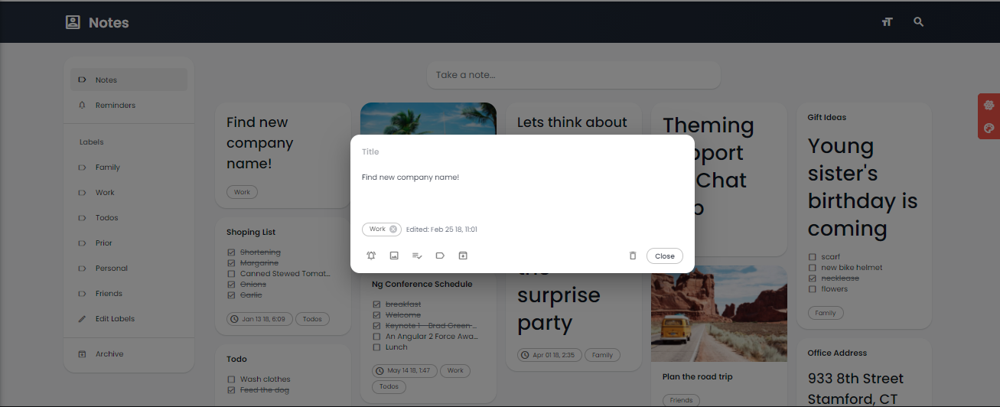 Notes
Take a note...
Notes
Reminders
Labels
Family
Work
Todos
Prior
Personal
Friends
Edit Labels
Archive
Find new
company
name!
Work
Shoping List
Shortening
Margarine
Canned Stewed Tomat...
Onions
Garlic
Jan 13 18, 6:09
Todos
Todo
Wash clothes
Feed the dog
Title
Find new company name!
Work
Edited: Feb 25 18, 11:01
Close
Ng Conference Schedule
breakfast
Welcome
Keynote 1 - Brad Green ...
An Angular 2 Force Awa...
Lunch
May 14 18, 1:47
Work
Todos
Lets think about
the
surprise
party
Apr 01 18, 2:35
Family
Theming
Chat
Plan the road trip
Friends
Gift Ideas
Young
sister's
birthday is
coming
scarf
new bike helmet
necklease
flowers
Family
Office Address
933 8th Street
Stamford, CT